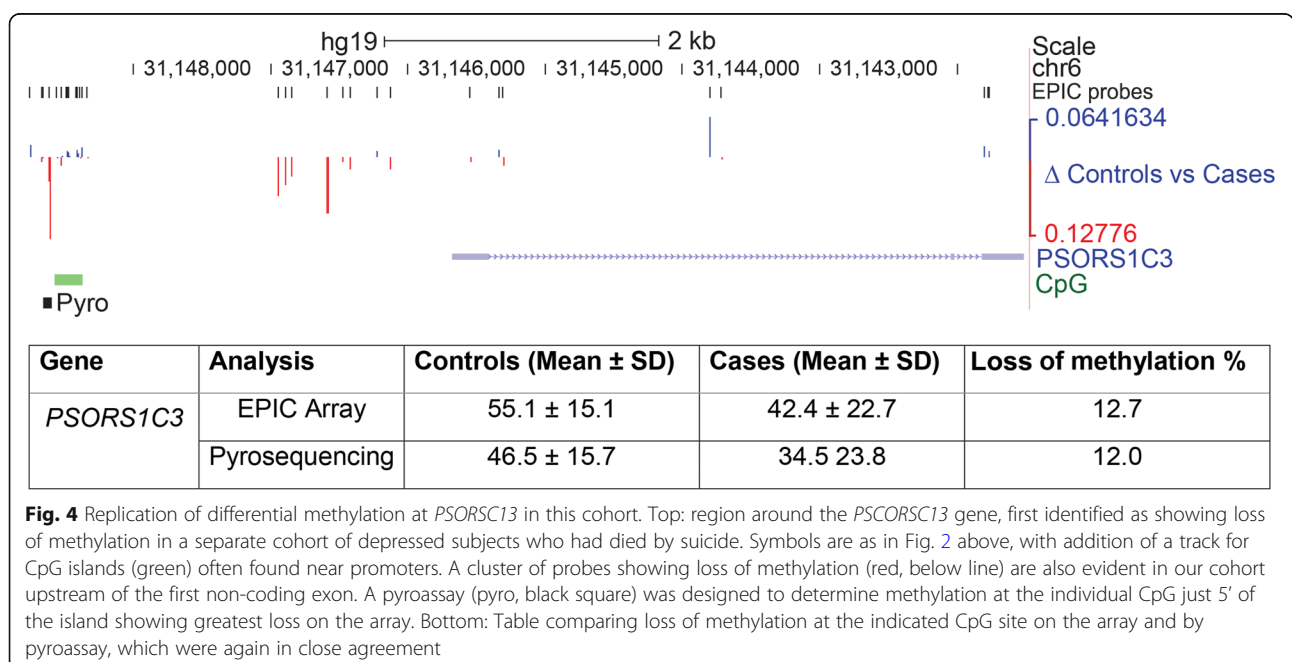 hg19 2 kb Scale
31,148,000 31,147,000 31,146,000 31,145,000 31,144,000 31,143,000 chr6
EPIC probes
0.0641634
Δ Controls vs Cases
0.12776
PSORS1C3
CpG
Pyro
Gene Analysis Controls (Mean ± SD) Cases (Mean ± SD) Loss of methylation %
PSORS1C3 EPIC Array 55.1 ± 15.1 42.4 ± 22.7 12.7
Pyrosequencing 46.5 ± 15.7 34.5 23.8 12.0
Fig. 4 Replication of differential methylation at PSORSC13 in this cohort. Top: region around the PSCORSC13 gene, first identified as showing loss
of methylation in a separate cohort of depressed subjects who had died by suicide. Symbols are as in Fig. 2 above, with addition of a track for
CpG islands (green) often found near promoters. A cluster of probes showing loss of methylation (red, below line) are also evident in our cohort
upstream of the first non-coding exon. A pyroassay (pyro, black square) was designed to determine methylation at the individual CpG just 5′ of
the island showing greatest loss on the array. Bottom: Table comparing loss of methylation at the indicated CpG site on the array and by
pyroassay, which were again in close agreement